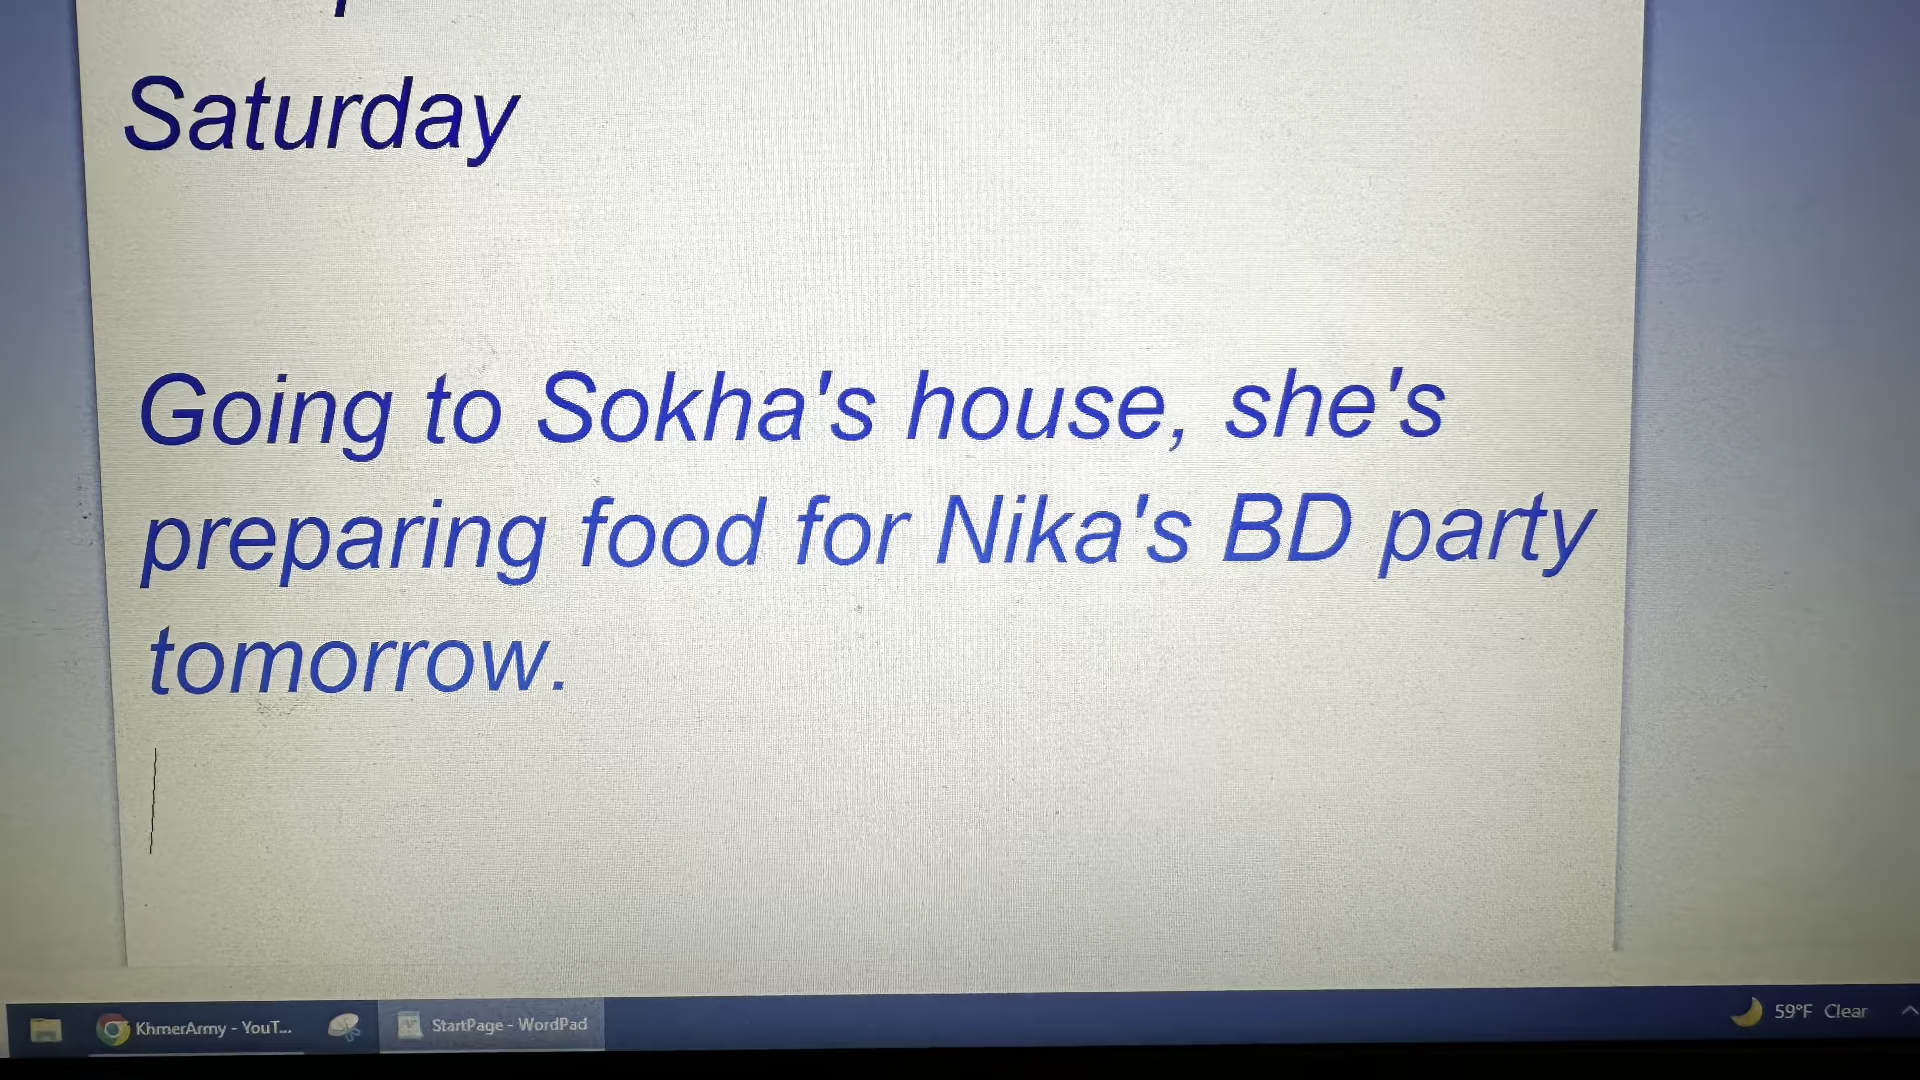 Saturday
Going to Sokha's house, she's
preparing food for Nika's BD party
tomorrow.
KhmerArmy - YouT...
StartPage - WordPad
59°F Clear